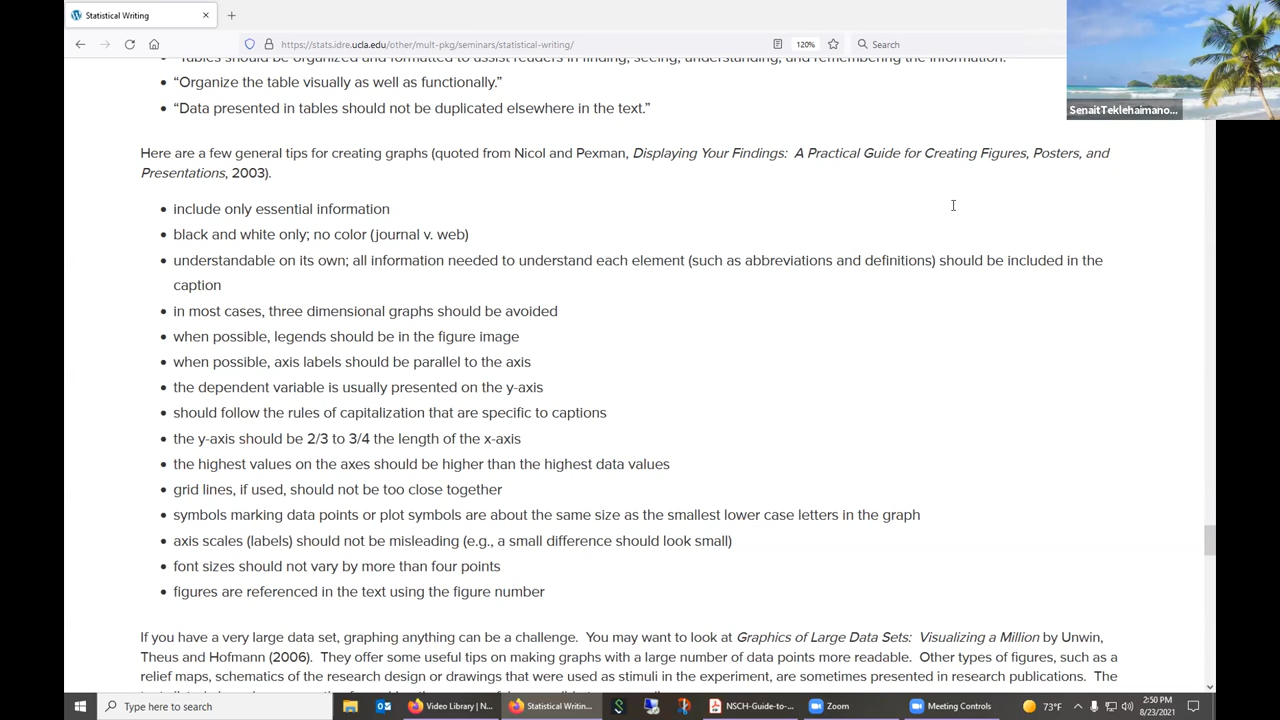 Statistical Writing
https://stats.idre.ucla.edu/other/mult-pkg/seminars/statistical-writing/
120%
Search
SenaitTeklehaimano...
"Tables should be organized and formatted to assist readers in finding, seeing, understanding, and remembering the information."
• "Organize the table visually as well as functionally."
• "Data presented in tables should not be duplicated elsewhere in the text."
Here are a few general tips for creating graphs (quoted from Nicol and Pexman, Displaying Your Findings: A Practical Guide for Creating Figures, Posters, and
Presentations, 2003).
• include only essential information
• black and white only; no color (journal v. web)
• understandable on its own; all information needed to understand each element (such as abbreviations and definitions) should be included in the
caption
• in most cases, three dimensional graphs should be avoided
• when possible, legends should be in the figure image
• when possible, axis labels should be parallel to the axis
• the dependent variable is usually presented on the y-axis
• should follow the rules of capitalization that are specific to captions
• the y-axis should be 2/3 to 3/4 the length of the x-axis
• the highest values on the axes should be higher than the highest data values
• grid lines, if used, should not be too close together
• symbols marking data points or plot symbols are about the same size as the smallest lower case letters in the graph
• axis scales (labels) should not be misleading (e.g., a small difference should look small)
• font sizes should not vary by more than four points
• figures are referenced in the text using the figure number
If you have a very large data set, graphing anything can be a challenge. You may want to look at Graphics of Large Data Sets: Visualizing a Million by Unwin,
Theus and Hofmann (2006). They offer some useful tips on making graphs with a large number of data points more readable. Other types of figures, such as a
relief maps, schematics of the research design or drawings that were used as stimuli in the experiment, are sometimes presented in research publications. The
Type here to search
Video Library | N...
Statistical Writin...
NSCH-Guide-to-...
Zoom
Meeting Controls
73°F
2:50 PM
8/23/2021